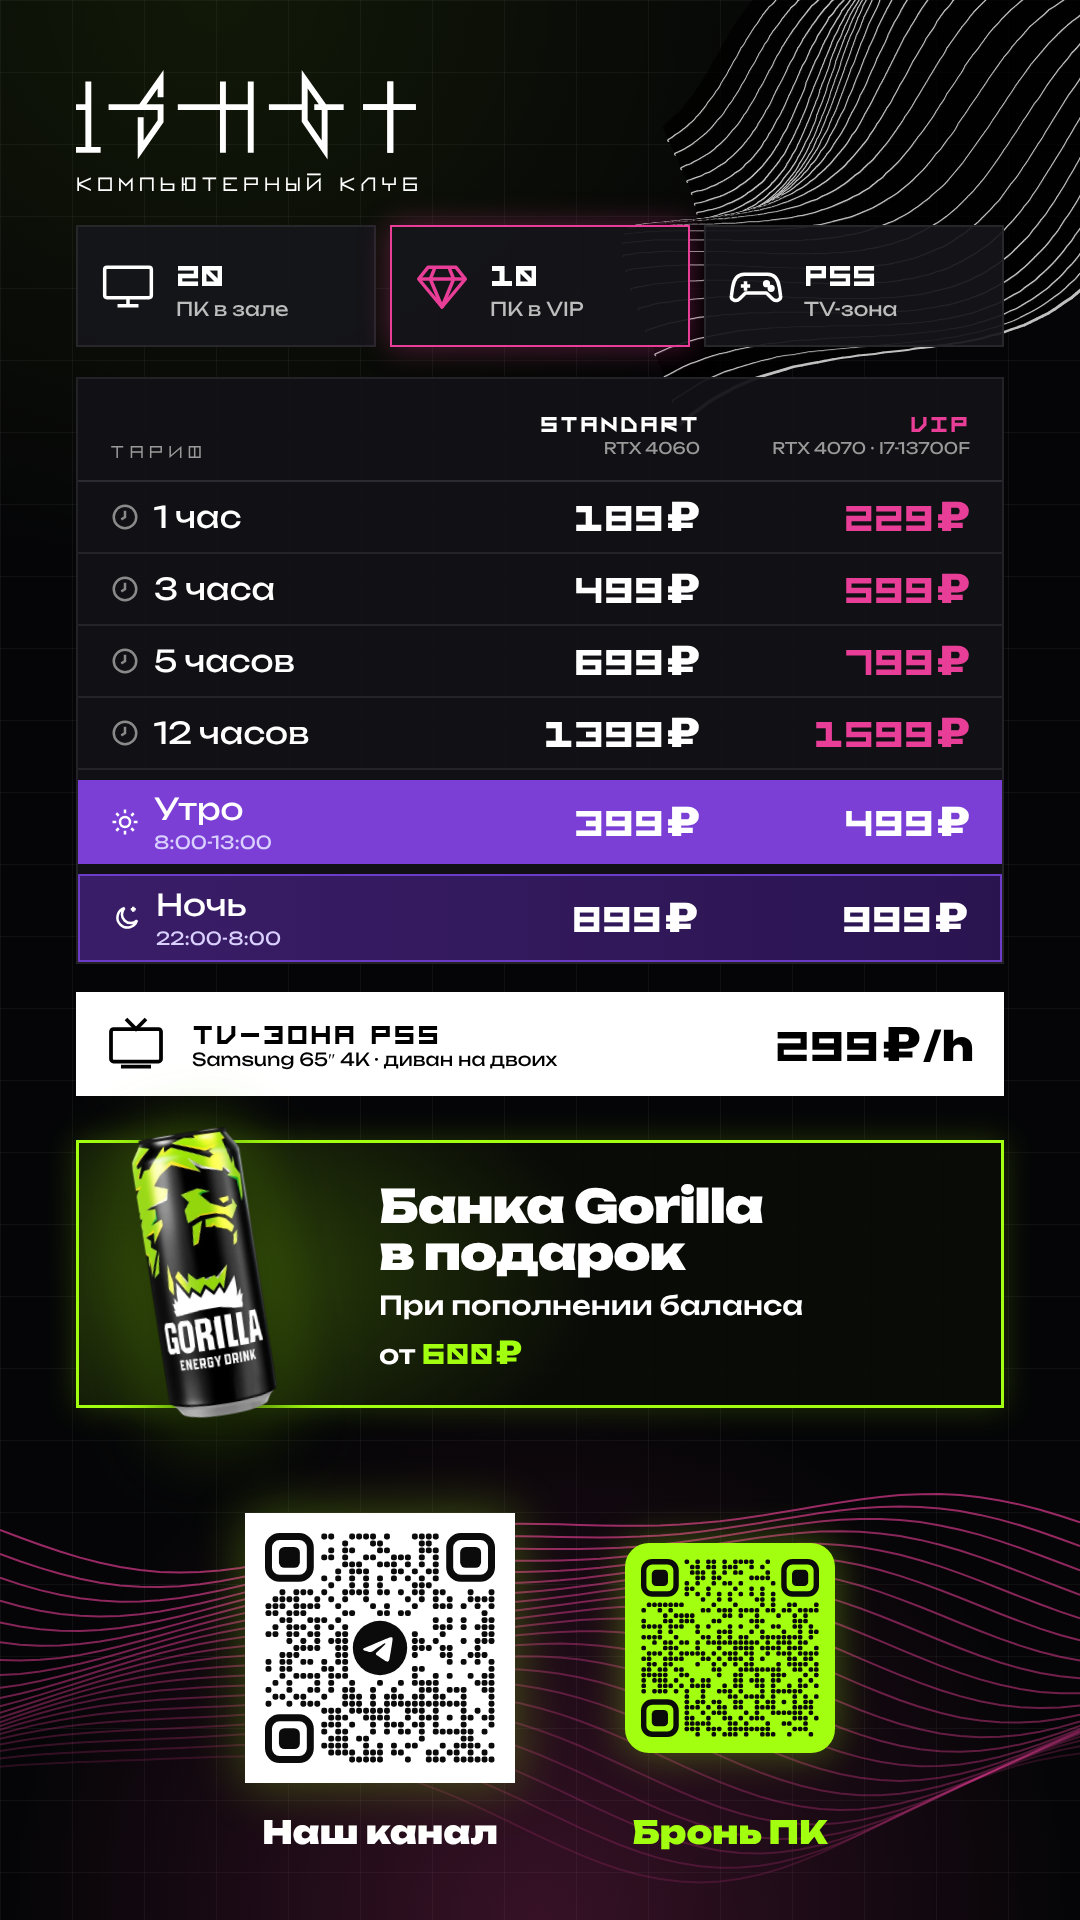 КОМПЬЮТЕРНЫЙ КЛУБ
20
ПК в зале
10
ПК в VIP
PS5
TV-зона
ТАРИФ
STANDART
RTX 4060
VIP
RTX 4070 · I7-13700F
1 час 189₽ 229₽
3 часа 499₽ 599₽
5 часов 699₽ 799₽
12 часов 1399₽ 1599₽
Утро 399₽ 499₽
8:00-13:00
Ночь 899₽ 999₽
22:00-8:00
TV-ЗОНА PS5
Samsung 65″ 4K · диван на двоих
299₽/h
GORILLA
ENERGY DRINK
Банка Gorilla
в подарок
При пополнении баланса
от 600₽
Наш канал
Бронь ПК